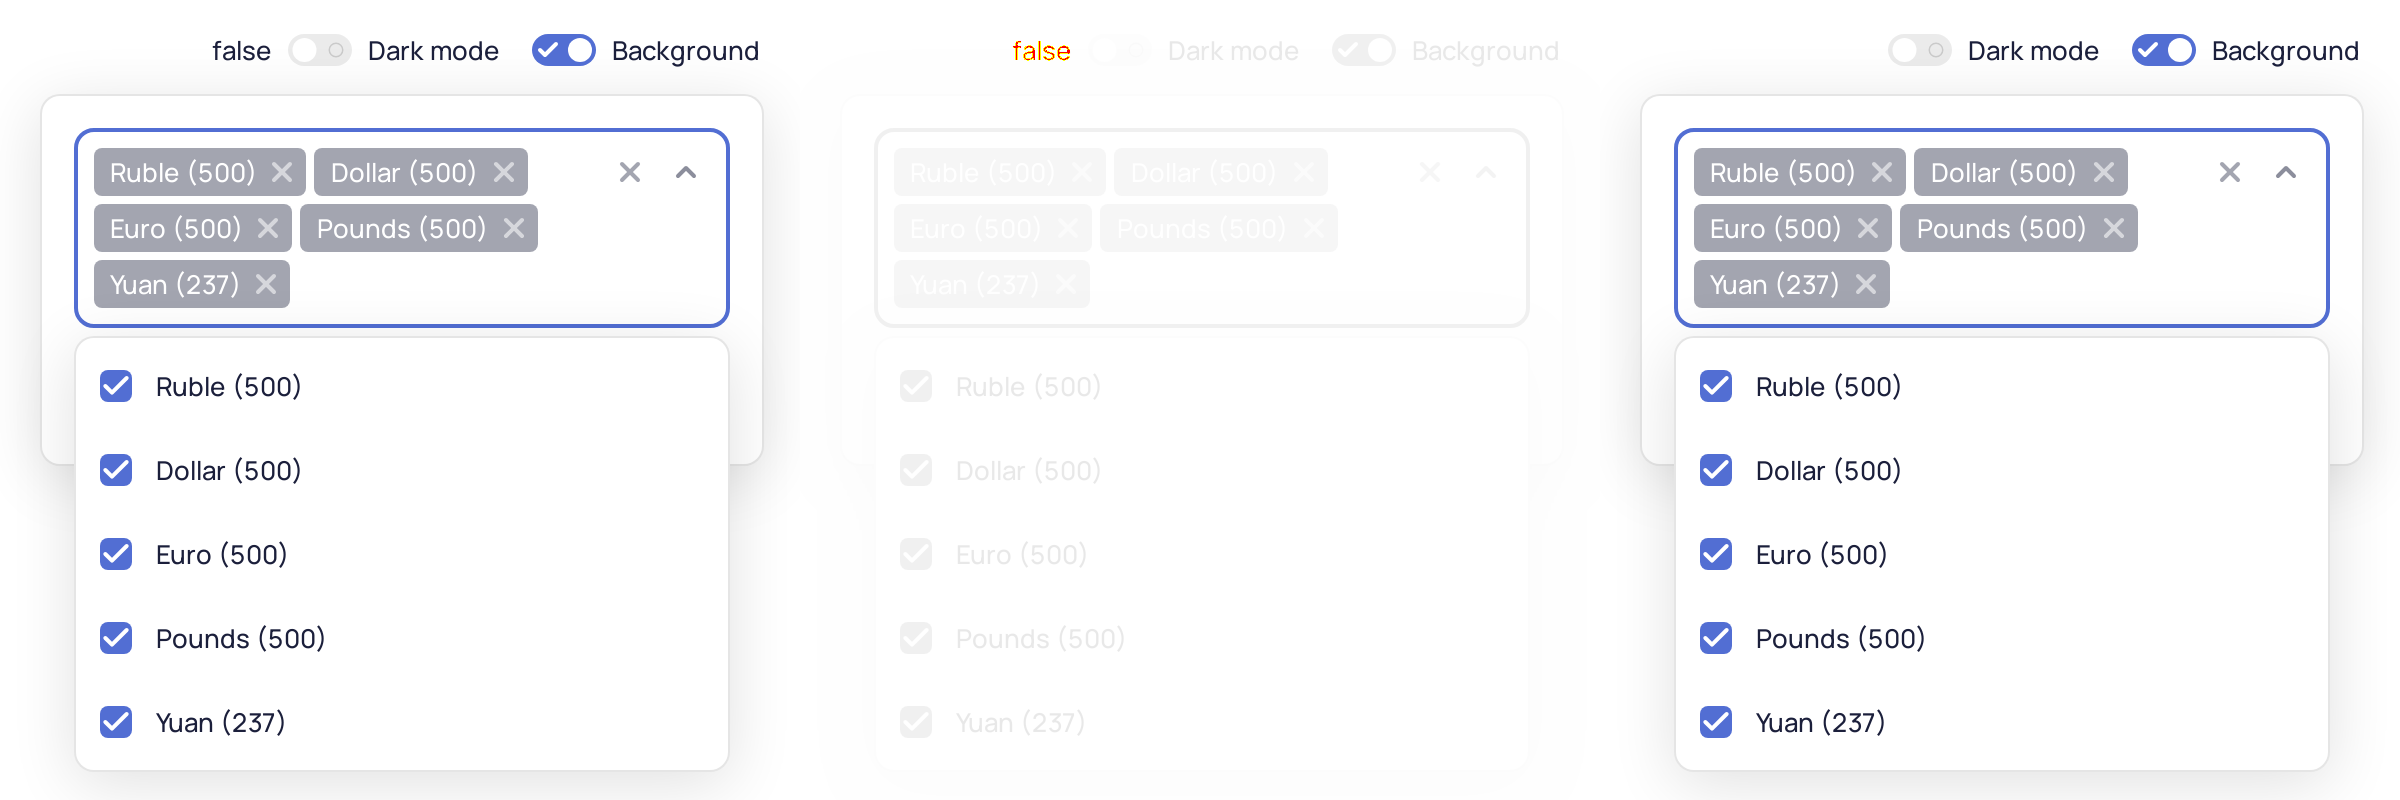 false Dark mode Background
Ruble (500) Dollar (500)
Euro (500) Pounds (500)
Yuan (237)
Ruble (500)
Dollar (500)
Euro (500)
Pounds (500)
Yuan (237)
false Dark mode Background
Ruble (500) Dollar (500)
Euro (500) Pounds (500)
Yuan (237)
Ruble (500)
Dollar (500)
Euro (500)
Pounds (500)
Yuan (237)
Dark mode Background
Ruble (500) Dollar (500)
Euro (500) Pounds (500)
Yuan (237)
Ruble (500)
Dollar (500)
Euro (500)
Pounds (500)
Yuan (237)